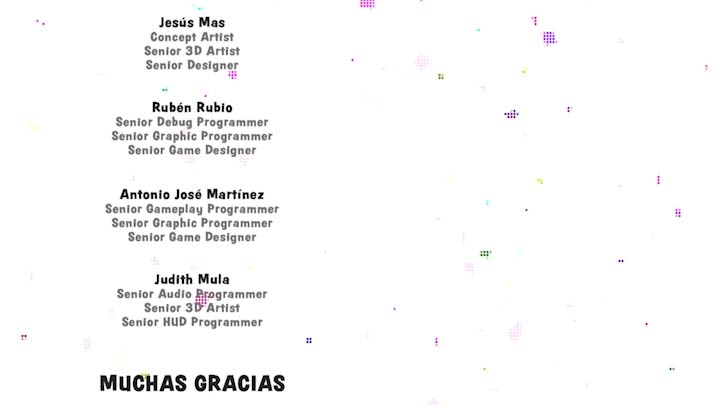 Jesús Mas
Concept Artist
Senior 3D Artist
Senior Designer
Rubén Rubio
Senior Debug Programmer
Senior Graphic Programmer
Senior Game Designer
Antonio José Martínez
Senior Gameplay Programmer
Senior Graphic Programmer
Senior Game Designer
Judith Mula
Senior Audio Programmer
Senior 3D Artist
Senior HUD Programmer
MUCHAS GRACIAS